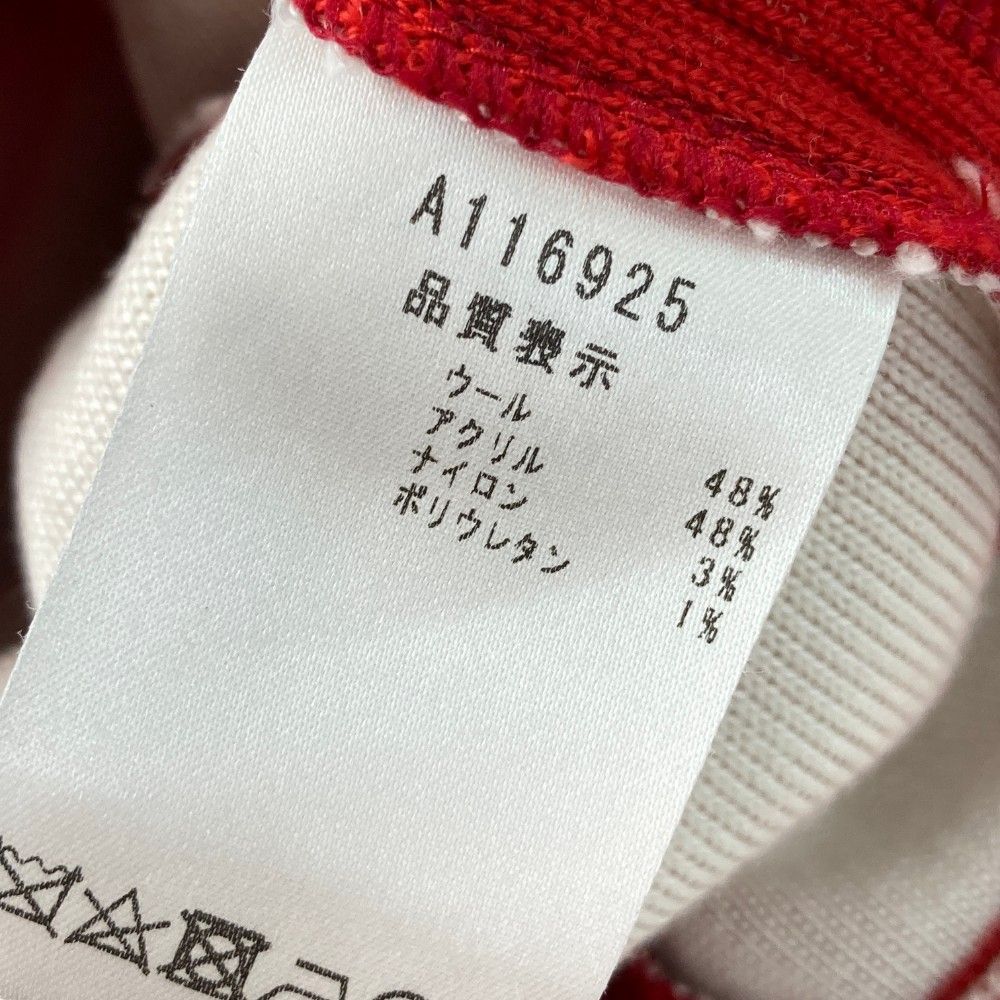 A116925
品質表示
ウール 48%
アクリル 48%
ナイロン 3%
ポリウレタン 1%